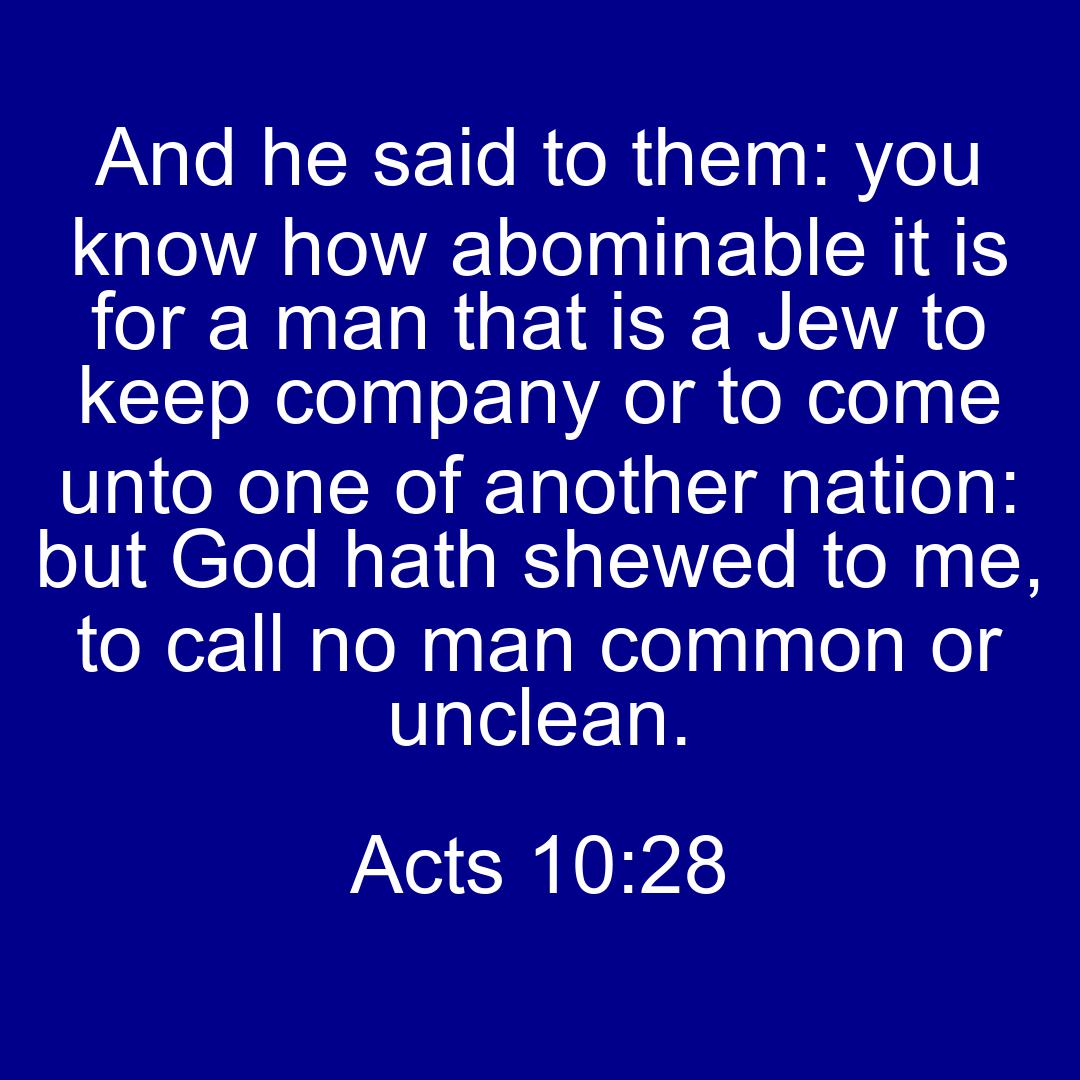 And he said to them: you
know how abominable it is
for a man that is a Jew to
keep company or to come
unto one of another nation:
but God hath shewed to me,
to call no man common or
unclean.
Acts 10:28